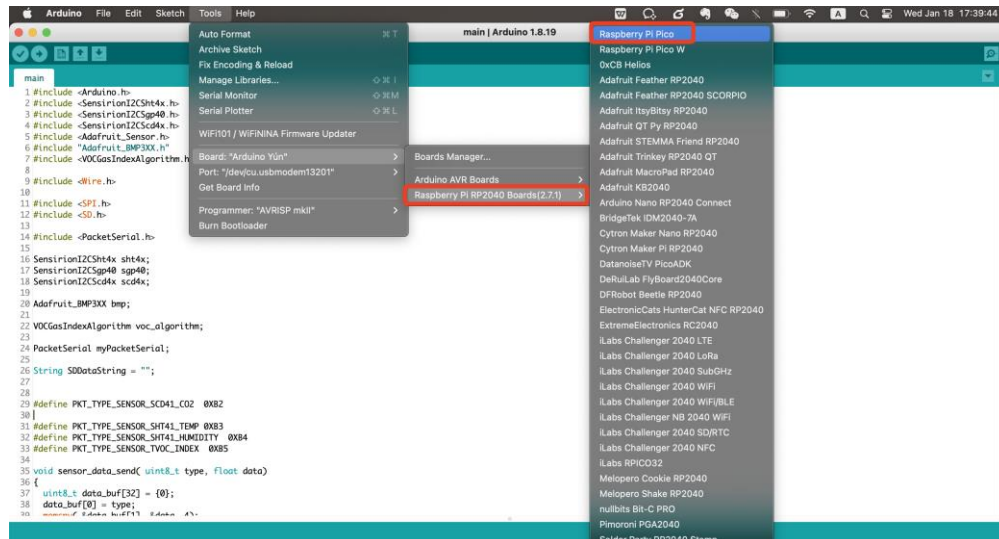 Arduino File Edit Sketch Tools Help
Wed Jan 18 17:39:44
main | Arduino 1.8.19
main
1 #include <Arduino.h>
2 #include <SensirionI2CSht4x.h>
3 #include <SensirionI2CSgp40.h>
4 #include <SensirionI2CScd4x.h>
5 #include <Adafruit_Sensor.h>
6 #include "Adafruit_BMP3XX.h"
7 #include <VOCGasIndexAlgorithm.h
8
9 #include <Wire.h>
10
11 #include <SPI.h>
12 #include <SD.h>
13
14 #include <PacketSerial.h>
15
16 SensirionI2CSht4x sht4x;
17 SensirionI2CSgp40 sgp40;
18 SensirionI2CScd4x scd4x;
19
20 Adafruit_BMP3XX bmp;
21
22 VOCGasIndexAlgorithm voc_algorithm;
23
24 PacketSerial myPacketSerial;
25
26 String SDDataString = "";
27
28
29 #define PKT_TYPE_SENSOR_SCD41_CO2 0XB2
30
31 #define PKT_TYPE_SENSOR_SHT41_TEMP 0XB3
32 #define PKT_TYPE_SENSOR_SHT41_HUMIDITY 0XB4
33 #define PKT_TYPE_SENSOR_TVOC_INDEX 0XB5
34
35 void sensor_data_send( uint8_t type, float data)
36 {
37 uint8_t data_buf[32] = {0};
38 data_buf[0] = type;
Auto Format ⌘ T
Archive Sketch
Fix Encoding & Reload
Manage Libraries... ⇧ ⌘ I
Serial Monitor ⇧ ⌘ M
Serial Plotter ⇧ ⌘ L
WiFi101 / WiFiNINA Firmware Updater
Board: "Arduino Yún"
Port: "/dev/cu.usbmodem13201"
Get Board Info
Programmer: "AVRISP mkII"
Burn Bootloader
Boards Manager...
Arduino AVR Boards
Raspberry Pi RP2040 Boards(2.7.1)
Raspberry Pi Pico
Raspberry Pi Pico W
0xCB Helios
Adafruit Feather RP2040
Adafruit Feather RP2040 SCORPIO
Adafruit ItsyBitsy RP2040
Adafruit QT Py RP2040
Adafruit STEMMA Friend RP2040
Adafruit Trinkey RP2040 QT
Adafruit MacroPad RP2040
Adafruit KB2040
Arduino Nano RP2040 Connect
BridgeTek IDM2040-7A
Cytron Maker Nano RP2040
Cytron Maker Pi RP2040
DatanoiseTV PicoADK
DeRuiLab FlyBoard2040Core
DFRobot Beetle RP2040
ElectronicCats HunterCat NFC RP2040
ExtremeElectronics RC2040
iLabs Challenger 2040 LTE
iLabs Challenger 2040 LoRa
iLabs Challenger 2040 SubGHz
iLabs Challenger 2040 WiFi
iLabs Challenger 2040 WiFi/BLE
iLabs Challenger NB 2040 WiFi
iLabs Challenger 2040 SD/RTC
iLabs Challenger 2040 NFC
iLabs RPICO32
Melopero Cookie RP2040
Melopero Shake RP2040
nullbits Bit-C PRO
Pimoroni PGA2040